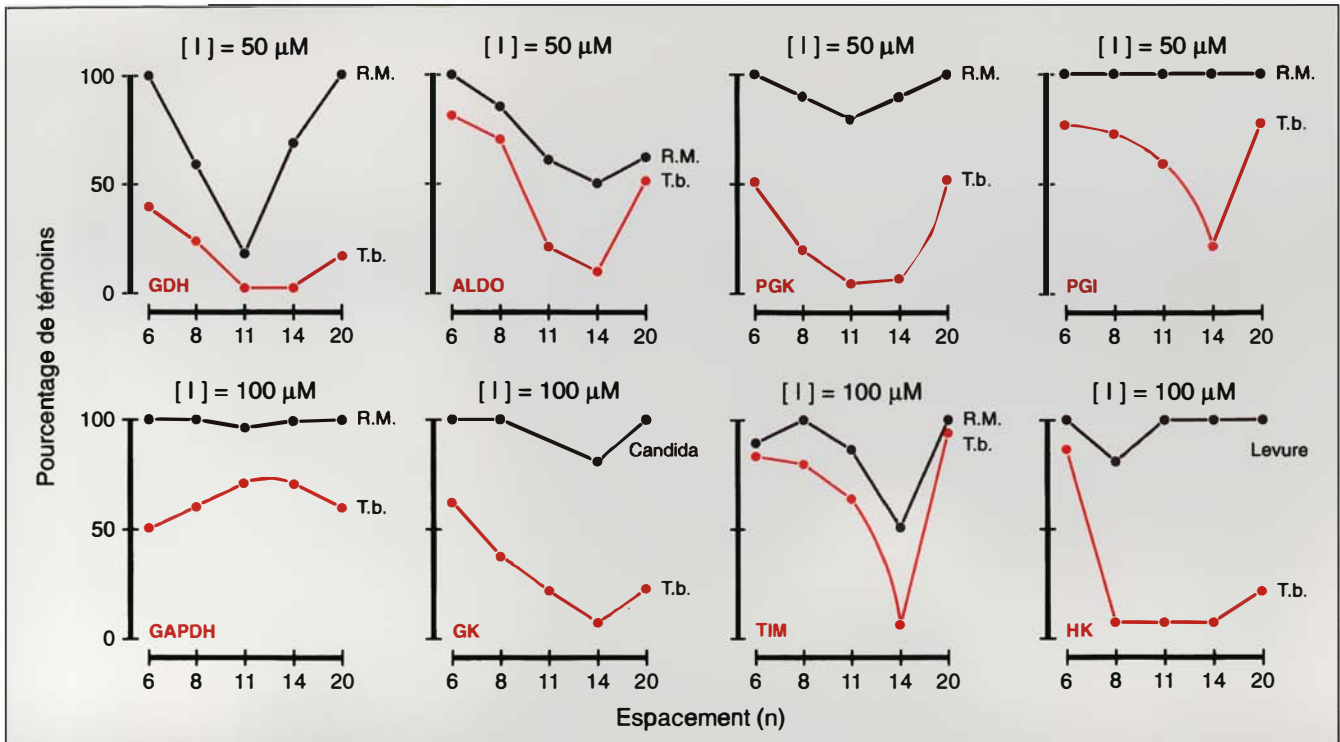 [ I ] = 50 µM [ I ] = 50 µM [ I ] = 50 µM [ I ] = 50 µM
Pourcentage de témoins
100 R.M. R.M. R.M. R.M.
50 T.b. T.b. T.b. T.b.
0 GDH ALDO PGK PGI
6 8 11 14 20 6 8 11 14 20 6 8 11 14 20 6 8 11 14 20
[ I ] = 100 µM [ I ] = 100 µM [ I ] = 100 µM [ I ] = 100 µM
100 R.M. Candida R.M. Levure
50 T.b. T.b. T.b. T.b.
0 GAPDH GK TIM HK
6 8 11 14 20 6 8 11 14 20 6 8 11 14 20 6 8 11 14 20
Espacement (n)